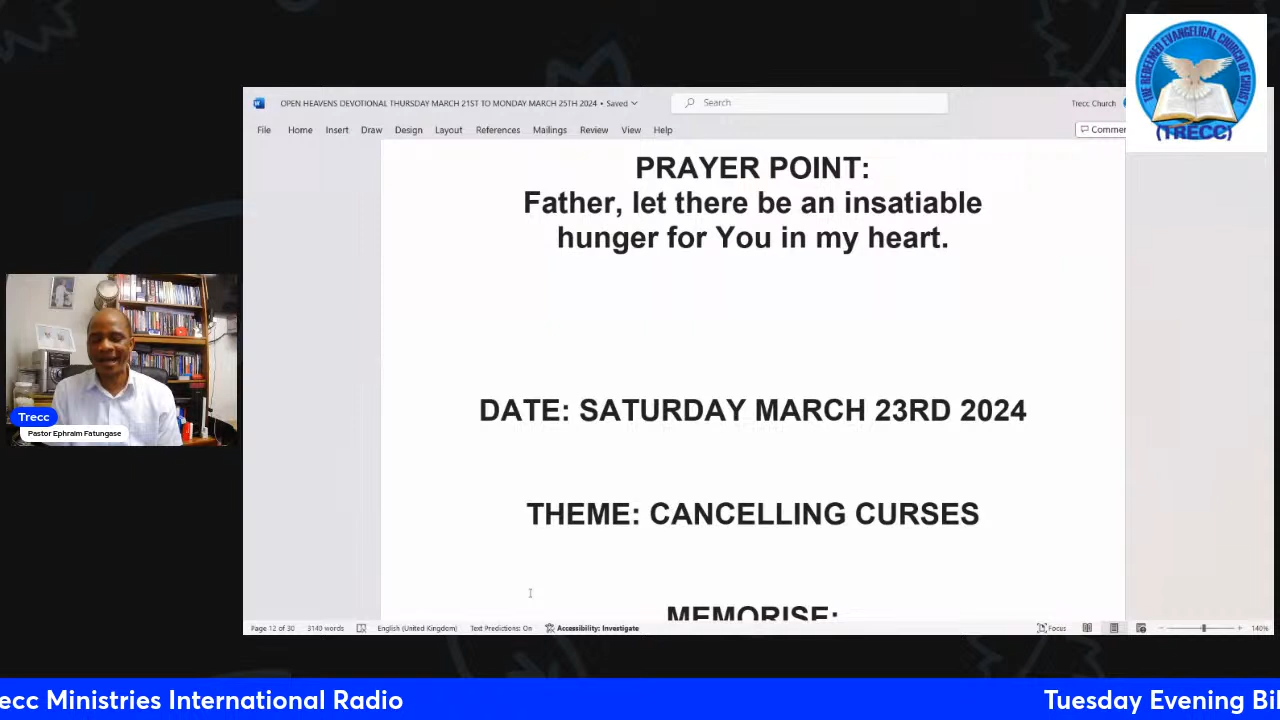 THE REDEEMED EVANGELICAL CHURCH OF CHRIST
(TRECC)
OPEN HEAVENS DEVOTIONAL THURSDAY MARCH 21ST TO MONDAY MARCH 25TH 2024 • Saved
Search
Trecc Church
File Home Insert Draw Design Layout References Mailings Review View Help
Commen
PRAYER POINT:
Father, let there be an insatiable
hunger for You in my heart.
DATE: SATURDAY MARCH 23RD 2024
THEME: CANCELLING CURSES
MEMORISE:
Trecc
Pastor Ephraim Fatungase
Page 12 of 30 3149 words English (United Kingdom) Text Predictions: On Accessibility: Investigate Focus 140%
ecc Ministries International Radio Tuesday Evening Bi